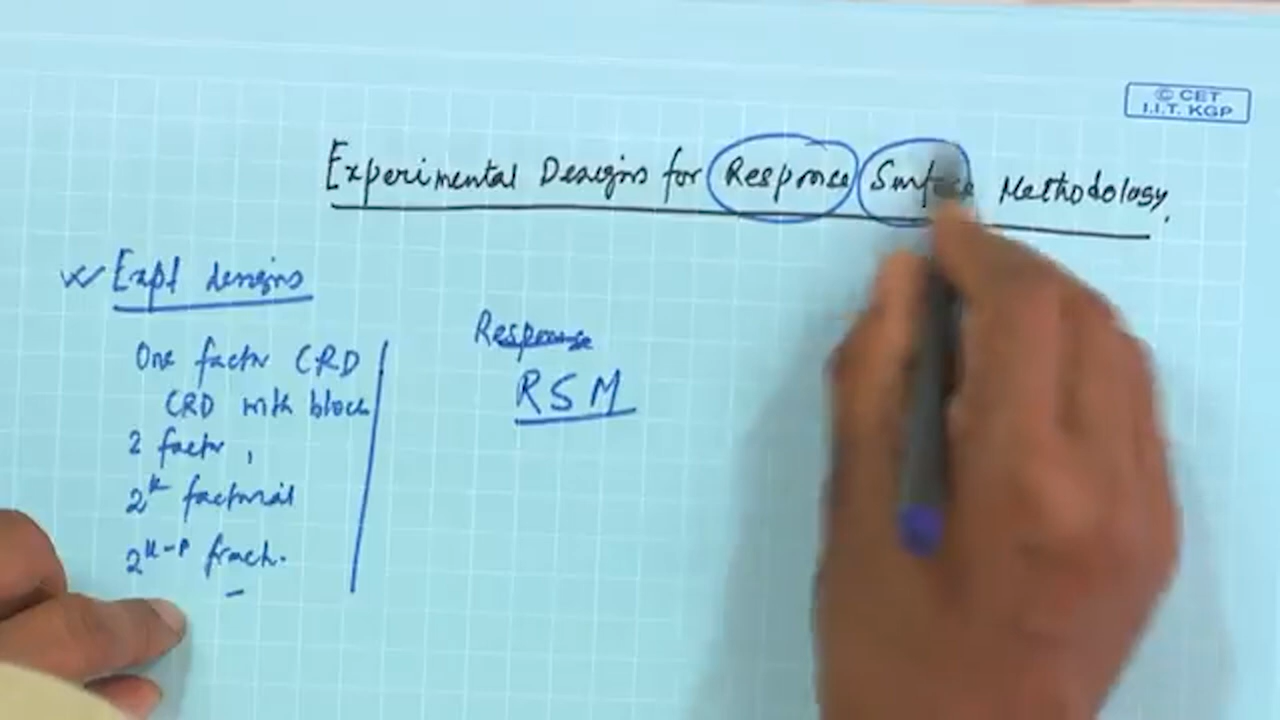 © CET
I.I.T. KGP
Experimental Designs for Response Surface Methodology.
Expt designs
One factor CRD
CRD with block
2 factor,
2^k factorial
2^k-p frach.
Response
RSM